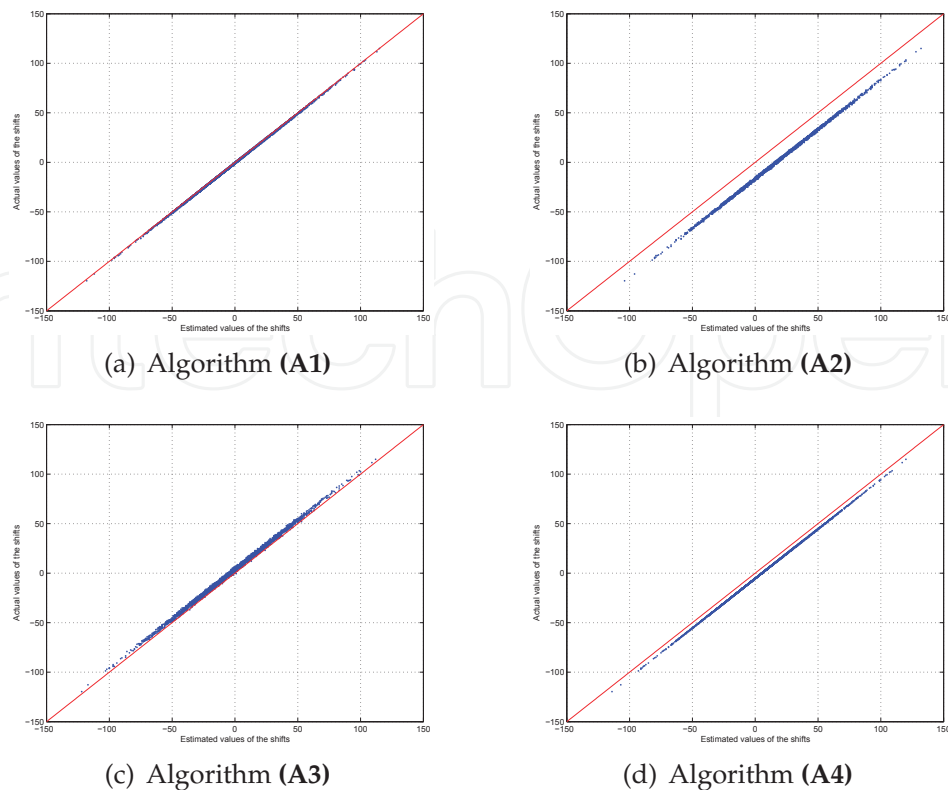 150
100
50
0
−50
−100
−150
Actual values of the shifts
−150 −100 −50 0 50 100 150
Estimated values of the shifts
(a) Algorithm (A1)
150
100
50
0
−50
−100
−150
Actual values of the shifts
−150 −100 −50 0 50 100 150
Estimated values of the shifts
(b) Algorithm (A2)
150
100
50
0
−50
−100
−150
Actual values of the shifts
−150 −100 −50 0 50 100 150
Estimated values of the shifts
(c) Algorithm (A3)
150
100
50
0
−50
−100
−150
Actual values of the shifts
−150 −100 −50 0 50 100 150
Estimated values of the shifts
(d) Algorithm (A4)